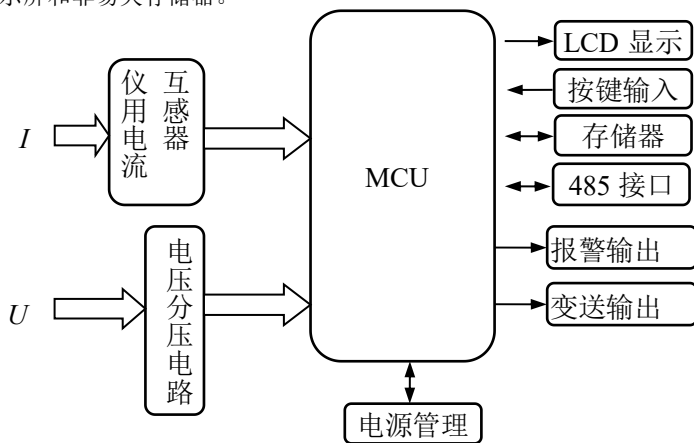 示屏和非易失存储器。
LCD 显示
仪用电流
互感器
I
按键输入
存储器
MCU
485 接口
报警输出
U
电压分压电路
变送输出
电源管理